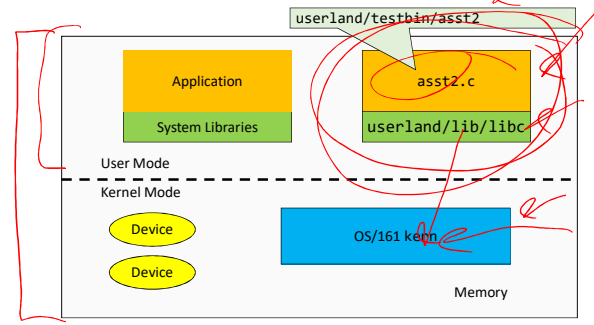 userland/testbin/asst2
Application
asst2.c
System Libraries
userland/lib/libc
User Mode
Kernel Mode
Device
OS/161 kern
Device
Memory